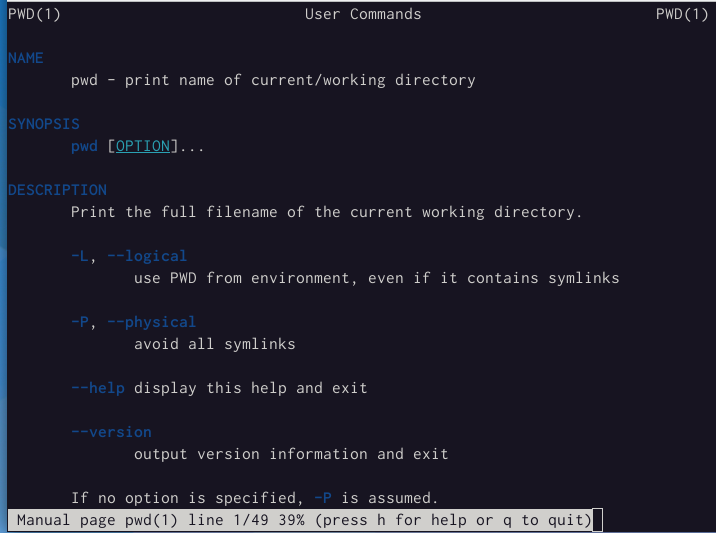 PWD(1) User Commands PWD(1)
NAME
pwd - print name of current/working directory
SYNOPSIS
pwd [OPTION]...
DESCRIPTION
Print the full filename of the current working directory.
-L, --logical
use PWD from environment, even if it contains symlinks
-P, --physical
avoid all symlinks
--help display this help and exit
--version
output version information and exit
If no option is specified, -P is assumed.
Manual page pwd(1) line 1/49 39% (press h for help or q to quit)